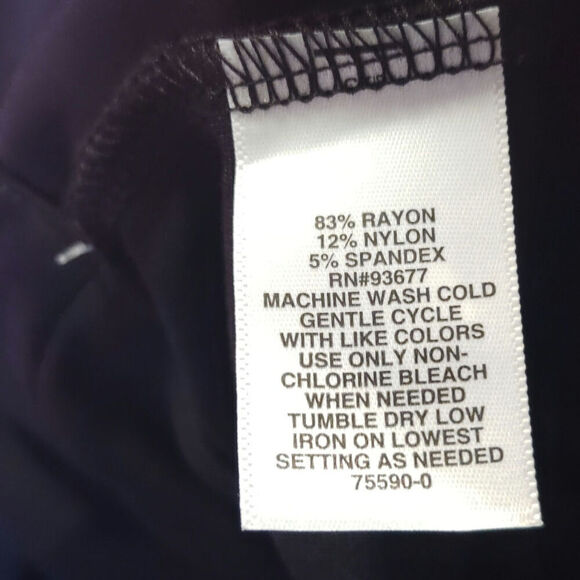 83% RAYON
12% NYLON
5% SPANDEX
RN#93677
MACHINE WASH COLD
GENTLE CYCLE
WITH LIKE COLORS
USE ONLY NON-
CHLORINE BLEACH
WHEN NEEDED
TUMBLE DRY LOW
IRON ON LOWEST
SETTING AS NEEDED
75590-0